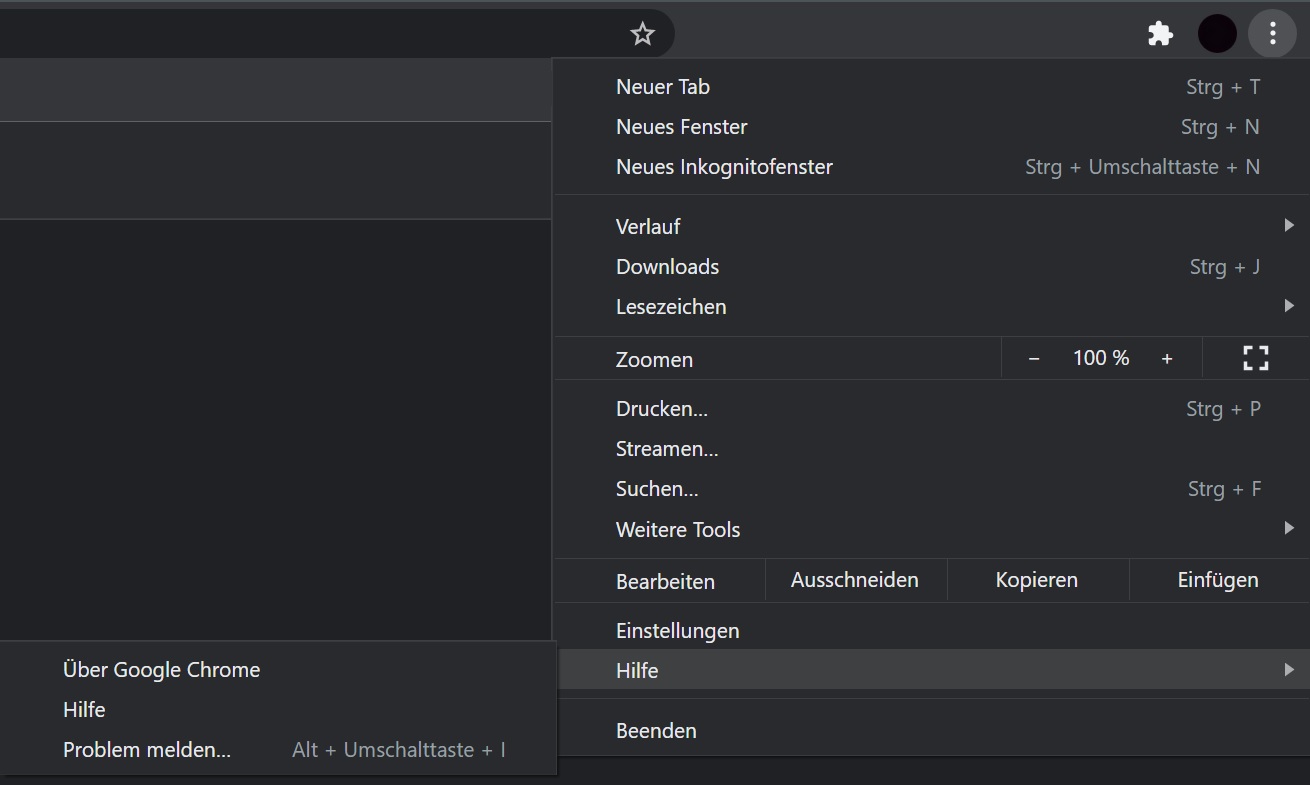 Neuer Tab Strg + T
Neues Fenster Strg + N
Neues Inkognitofenster Strg + Umschalttaste + N
Verlauf
Downloads Strg + J
Lesezeichen
Zoomen − 100 % +
Drucken... Strg + P
Streamen...
Suchen... Strg + F
Weitere Tools
Bearbeiten Ausschneiden Kopieren Einfügen
Einstellungen
Hilfe
Beenden
Über Google Chrome
Hilfe
Problem melden... Alt + Umschalttaste + I